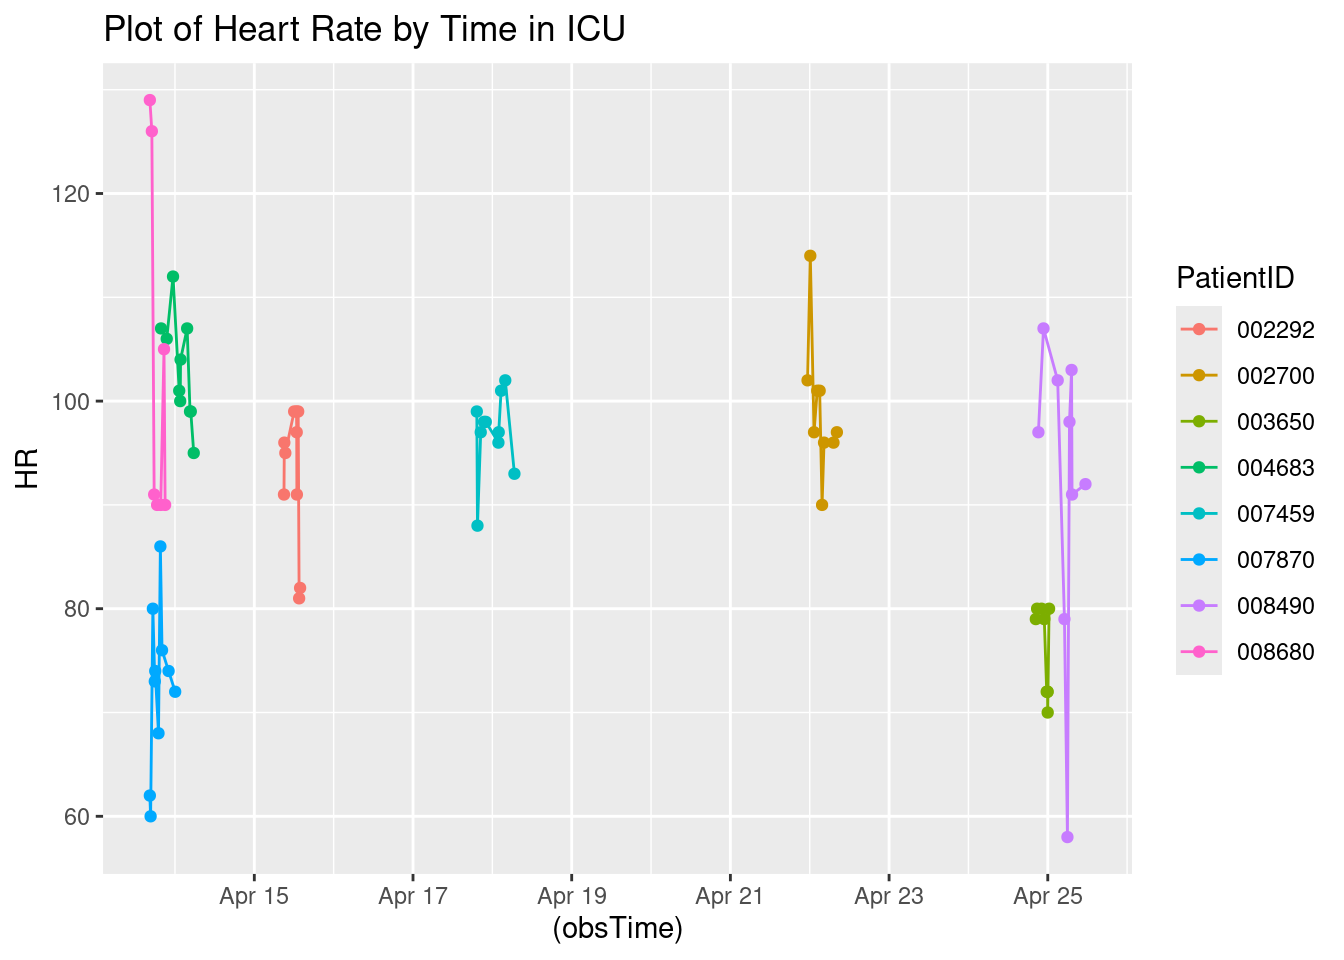 Plot of Heart Rate by Time in ICU
HR
120
100
80
60
Apr 15
Apr 17
Apr 19
Apr 21
Apr 23
Apr 25
(obsTime)
PatientID
002292
002700
003650
004683
007459
007870
008490
008680